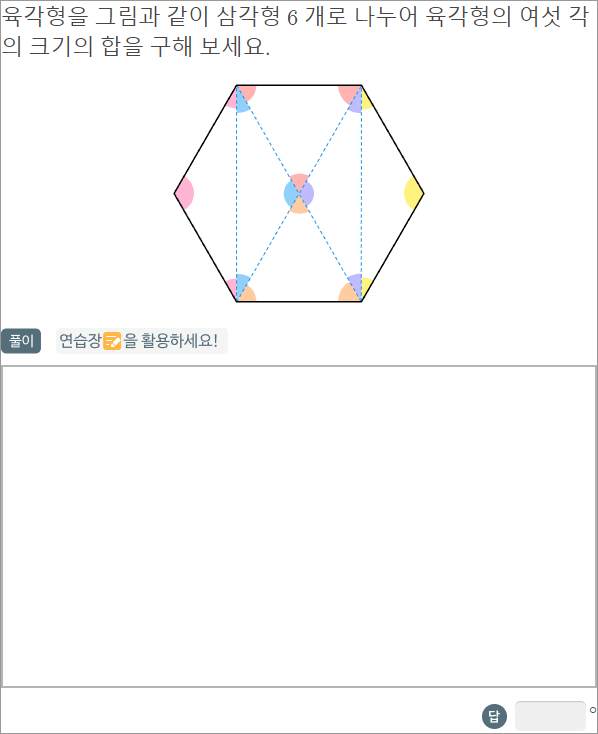 육각형을 그림과 같이 삼각형 6 개로 나누어 육각형의 여섯 각
의 크기의 합을 구해 보세요.
풀이 연습장을 활용하세요!
답 °